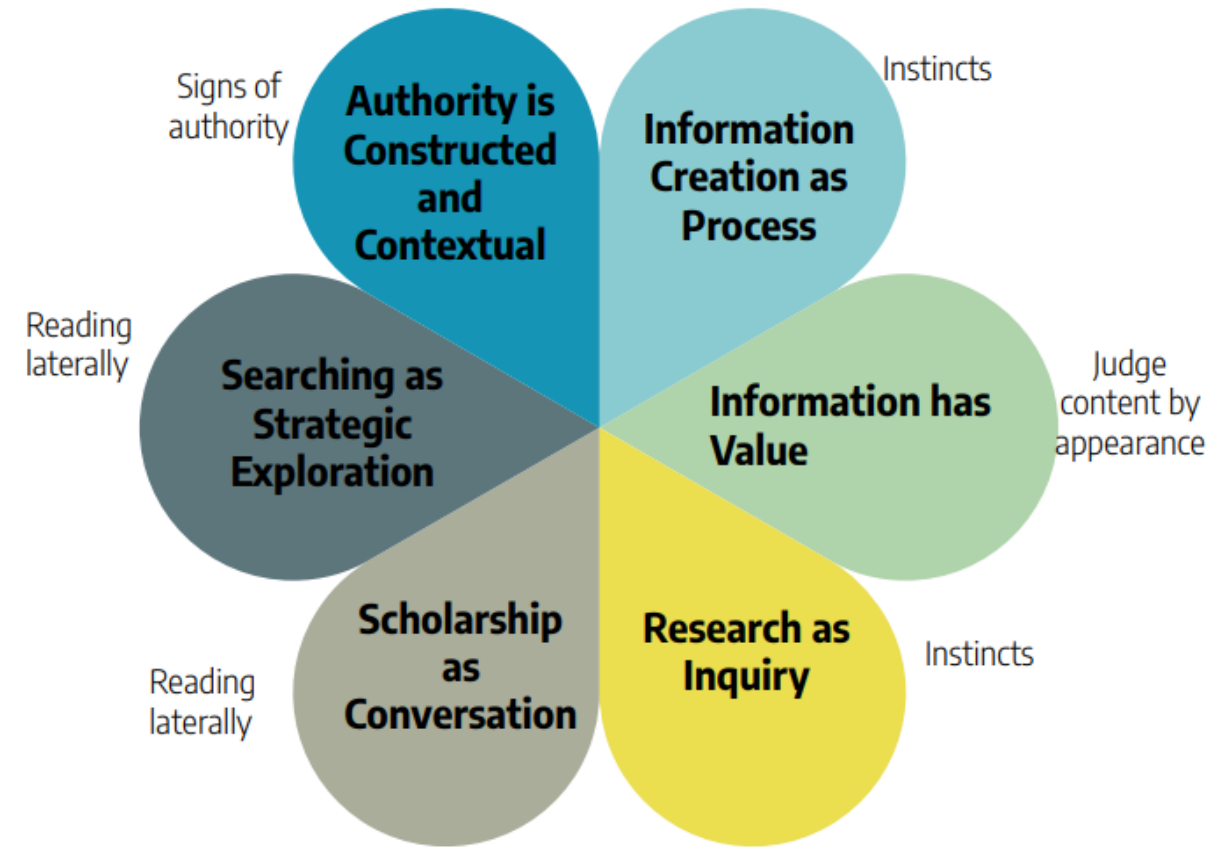 Signs of
authority
Authority is
Constructed
and
Contextual
Instincts
Information
Creation as
Process
Reading
laterally
Searching as
Strategic
Exploration
Information has
Value
Judge
content by
appearance
Scholarship
as
Conversation
Reading
laterally
Research as
Inquiry
Instincts